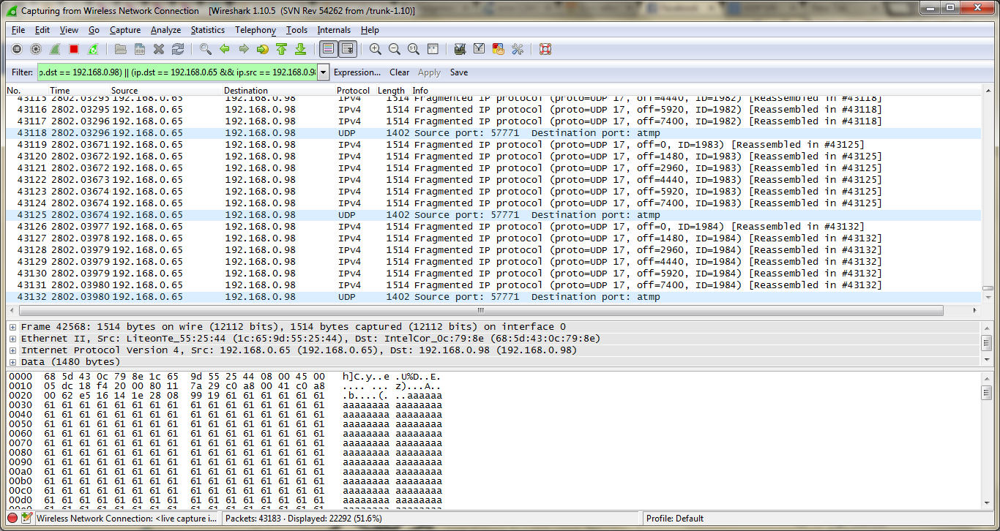 Capturing from Wireless Network Connection [Wireshark 1.10.5 (SVN Rev 54262 from /trunk-1.10)]
File Edit View Go Capture Analyze Statistics Telephony Tools Internals Help
Filter: p.dst == 192.168.0.98) || (ip.dst == 192.168.0.65 && ip.src == 192.168.0.98 Expression... Clear Apply Save
No. Time Source Destination Protocol Length Info
43115 2802.03295 192.168.0.65 192.168.0.98 IPv4 1514 Fragmented IP protocol (proto=UDP 17, off=4440, ID=1982) [Reassembled in #43118]
43116 2802.03295 192.168.0.65 192.168.0.98 IPv4 1514 Fragmented IP protocol (proto=UDP 17, off=5920, ID=1982) [Reassembled in #43118]
43117 2802.03296 192.168.0.65 192.168.0.98 IPv4 1514 Fragmented IP protocol (proto=UDP 17, off=7400, ID=1982) [Reassembled in #43118]
43118 2802.03296 192.168.0.65 192.168.0.98 UDP 1402 Source port: 57771 Destination port: atmp
43119 2802.03671 192.168.0.65 192.168.0.98 IPv4 1514 Fragmented IP protocol (proto=UDP 17, off=0, ID=1983) [Reassembled in #43125]
43120 2802.03672 192.168.0.65 192.168.0.98 IPv4 1514 Fragmented IP protocol (proto=UDP 17, off=1480, ID=1983) [Reassembled in #43125]
43121 2802.03672 192.168.0.65 192.168.0.98 IPv4 1514 Fragmented IP protocol (proto=UDP 17, off=2960, ID=1983) [Reassembled in #43125]
43122 2802.03673 192.168.0.65 192.168.0.98 IPv4 1514 Fragmented IP protocol (proto=UDP 17, off=4440, ID=1983) [Reassembled in #43125]
43123 2802.03674 192.168.0.65 192.168.0.98 IPv4 1514 Fragmented IP protocol (proto=UDP 17, off=5920, ID=1983) [Reassembled in #43125]
43124 2802.03674 192.168.0.65 192.168.0.98 IPv4 1514 Fragmented IP protocol (proto=UDP 17, off=7400, ID=1983) [Reassembled in #43125]
43125 2802.03674 192.168.0.65 192.168.0.98 UDP 1402 Source port: 57771 Destination port: atmp
43126 2802.03977 192.168.0.65 192.168.0.98 IPv4 1514 Fragmented IP protocol (proto=UDP 17, off=0, ID=1984) [Reassembled in #43132]
43127 2802.03978 192.168.0.65 192.168.0.98 IPv4 1514 Fragmented IP protocol (proto=UDP 17, off=1480, ID=1984) [Reassembled in #43132]
43128 2802.03979 192.168.0.65 192.168.0.98 IPv4 1514 Fragmented IP protocol (proto=UDP 17, off=2960, ID=1984) [Reassembled in #43132]
43129 2802.03979 192.168.0.65 192.168.0.98 IPv4 1514 Fragmented IP protocol (proto=UDP 17, off=4440, ID=1984) [Reassembled in #43132]
43130 2802.03979 192.168.0.65 192.168.0.98 IPv4 1514 Fragmented IP protocol (proto=UDP 17, off=5920, ID=1984) [Reassembled in #43132]
43131 2802.03980 192.168.0.65 192.168.0.98 IPv4 1514 Fragmented IP protocol (proto=UDP 17, off=7400, ID=1984) [Reassembled in #43132]
43132 2802.03980 192.168.0.65 192.168.0.98 UDP 1402 Source port: 57771 Destination port: atmp
Frame 42568: 1514 bytes on wire (12112 bits), 1514 bytes captured (12112 bits) on interface 0
Ethernet II, Src: LiteonTe_55:25:44 (1c:65:9d:55:25:44), Dst: IntelCor_0c:79:8e (68:5d:43:0c:79:8e)
Internet Protocol Version 4, Src: 192.168.0.65 (192.168.0.65), Dst: 192.168.0.98 (192.168.0.98)
Data (1480 bytes)
0000 68 5d 43 0c 79 8e 1c 65 9d 55 25 44 08 00 45 00 h]C.y..e .U%D..E.
0010 05 dc 18 f4 20 00 80 11 7a 29 c0 a8 00 41 c0 a8 .... ... z)...A..
0020 00 62 e5 16 14 1e 28 08 99 19 61 61 61 61 61 61 .b....(. ..aaaaaa
0030 61 61 61 61 61 61 61 61 61 61 61 61 61 61 61 61 aaaaaaaa aaaaaaaa
0040 61 61 61 61 61 61 61 61 61 61 61 61 61 61 61 61 aaaaaaaa aaaaaaaa
0050 61 61 61 61 61 61 61 61 61 61 61 61 61 61 61 61 aaaaaaaa aaaaaaaa
0060 61 61 61 61 61 61 61 61 61 61 61 61 61 61 61 61 aaaaaaaa aaaaaaaa
0070 61 61 61 61 61 61 61 61 61 61 61 61 61 61 61 61 aaaaaaaa aaaaaaaa
0080 61 61 61 61 61 61 61 61 61 61 61 61 61 61 61 61 aaaaaaaa aaaaaaaa
0090 61 61 61 61 61 61 61 61 61 61 61 61 61 61 61 61 aaaaaaaa aaaaaaaa
00a0 61 61 61 61 61 61 61 61 61 61 61 61 61 61 61 61 aaaaaaaa aaaaaaaa
00b0 61 61 61 61 61 61 61 61 61 61 61 61 61 61 61 61 aaaaaaaa aaaaaaaa
00c0 61 61 61 61 61 61 61 61 61 61 61 61 61 61 61 61 aaaaaaaa aaaaaaaa
00d0 61 61 61 61 61 61 61 61 61 61 61 61 61 61 61 61 aaaaaaaa aaaaaaaa
Wireless Network Connection: <live capture i... Packets: 43183 · Displayed: 22292 (51.6%) Profile: Default